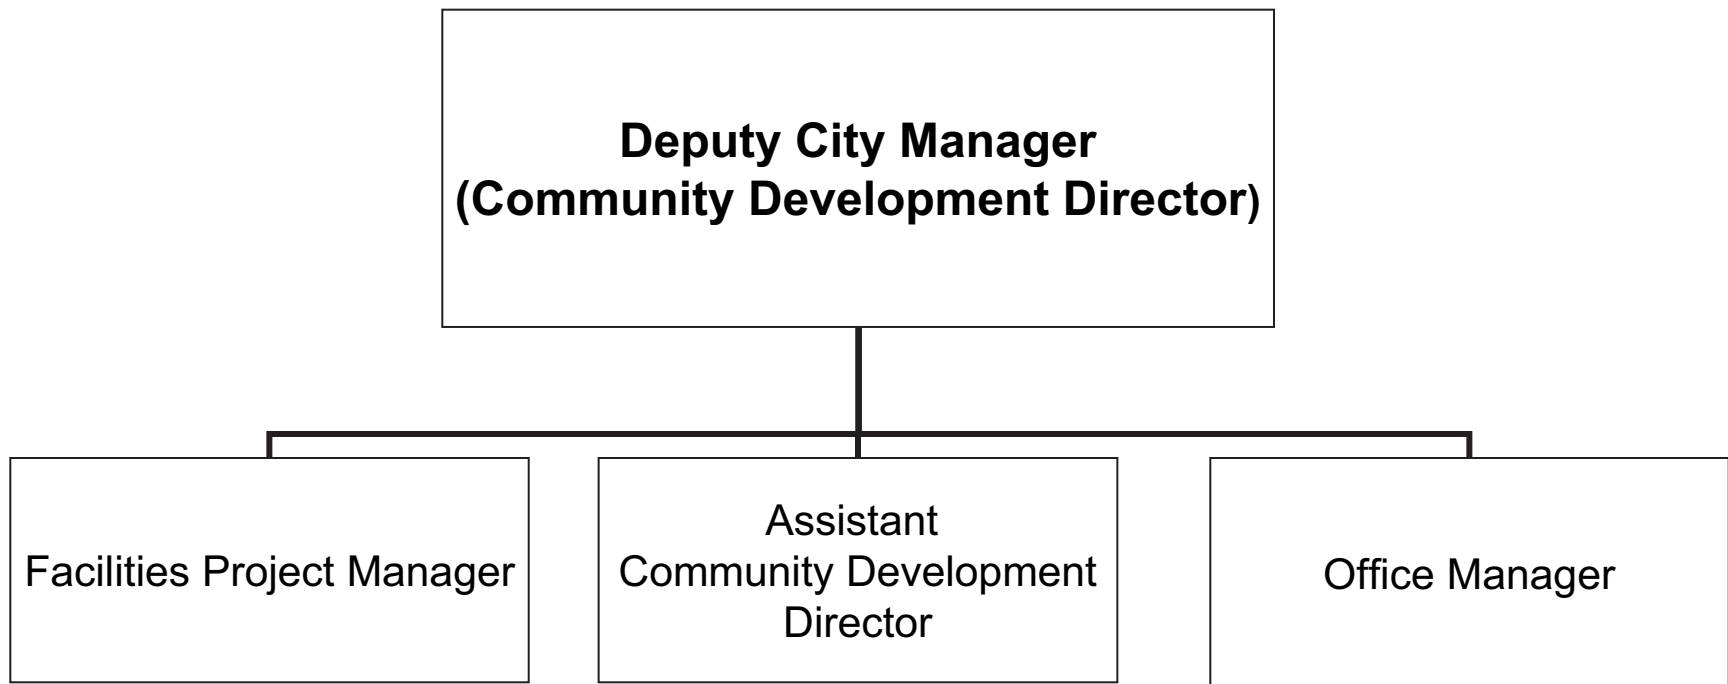 Deputy City Manager
(Community Development Director)
Facilities Project Manager
Assistant
Community Development
Director
Office Manager